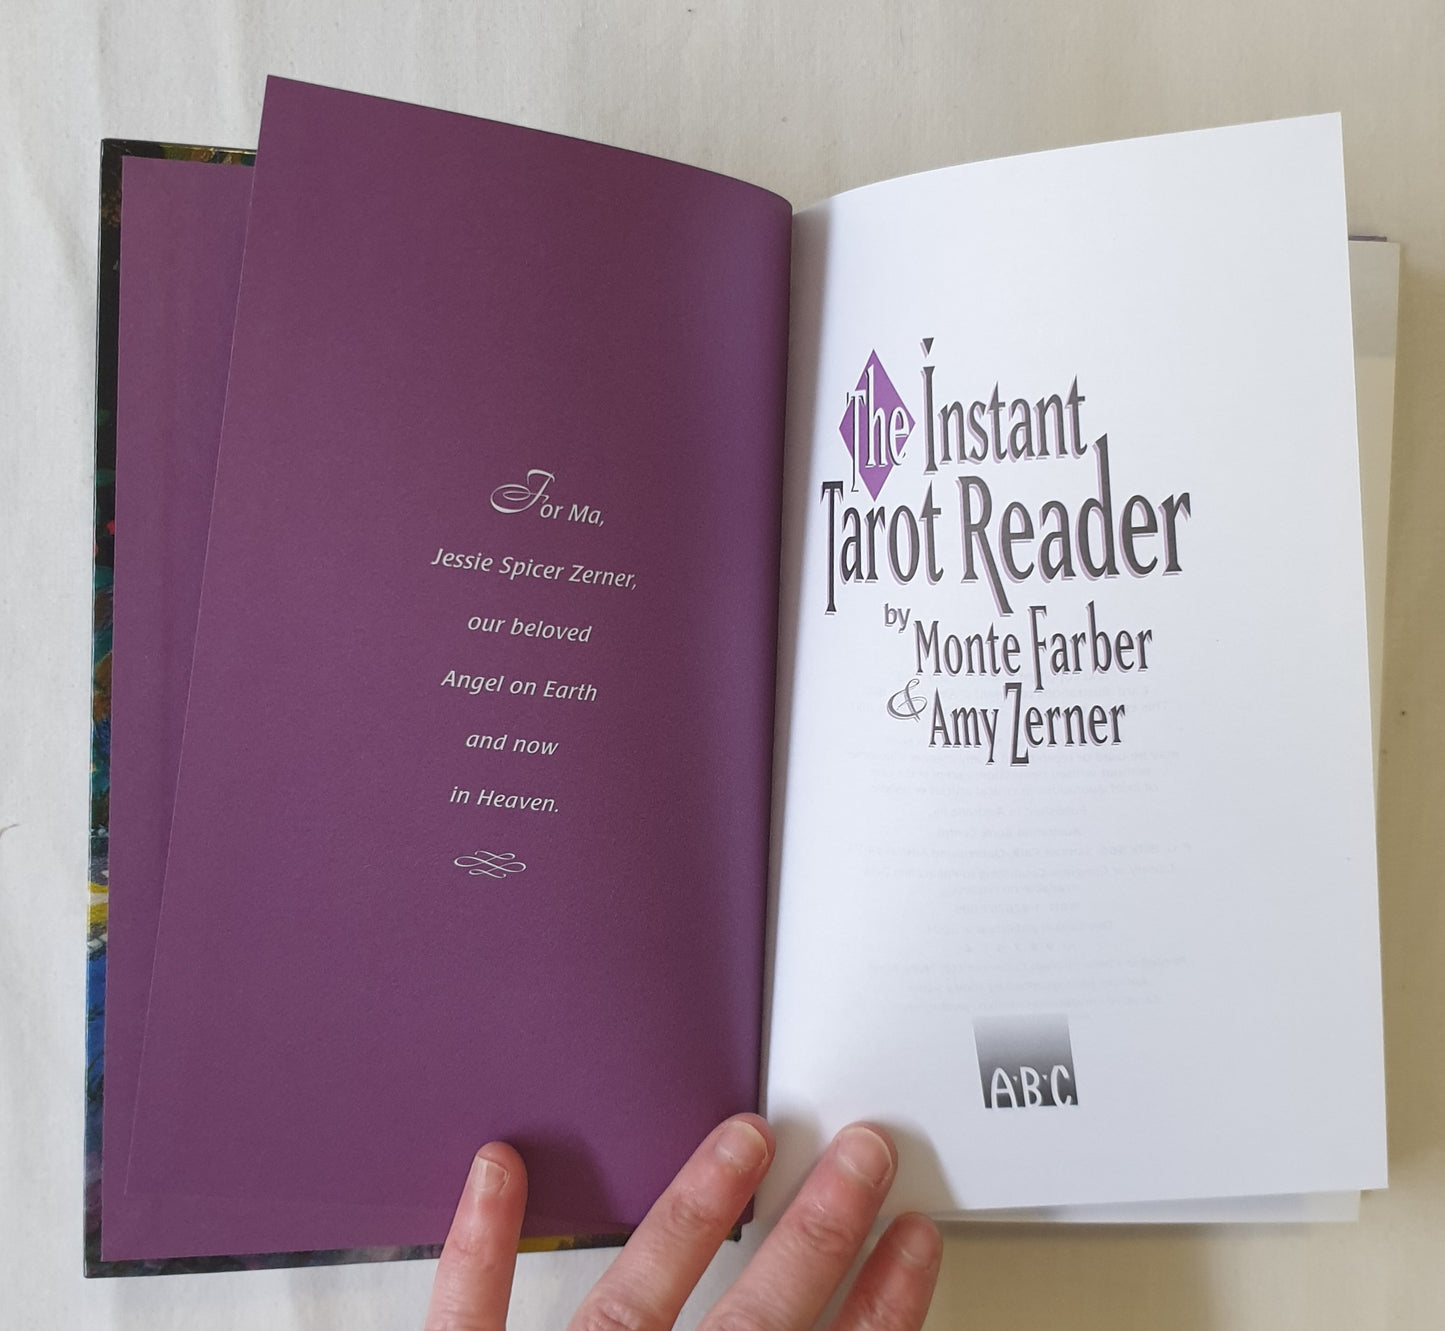 For Ma,
Jessie Spicer Zerner,
our beloved
Angel on Earth
and now
in Heaven.
The Instant
Tarot Reader
by Monte Farber
& Amy Zerner
A·B·C